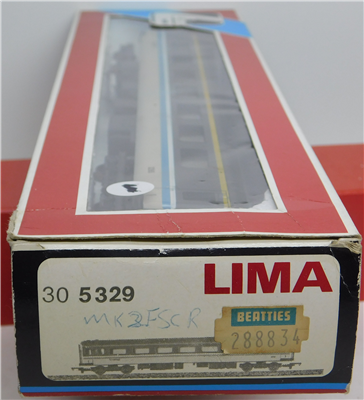 LIMA
30 5329
MK2FSCR
BEATTIES
288834